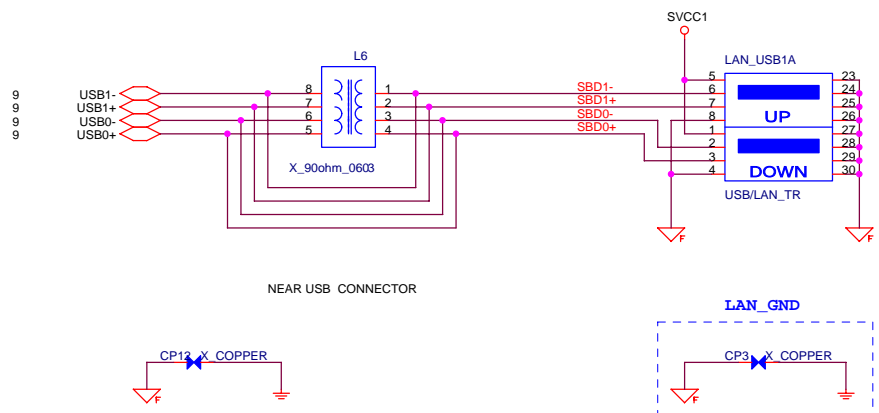 SVCC1
L6
LAN_USB1A
9 USB1- 8 1 SBD1- 5 23
9 USB1+ 7 2 SBD1+ 6 24
9 USB0- 6 3 SBD0- 7 25
9 USB0+ 5 4 SBD0+ 8 UP 26
1 27
2 28
3 29
4 DOWN 30
X_90ohm_0603
USB/LAN_TR
F F
NEAR USB CONNECTOR
LAN_GND
CP12 X_COPPER CP3 X_COPPER
F F